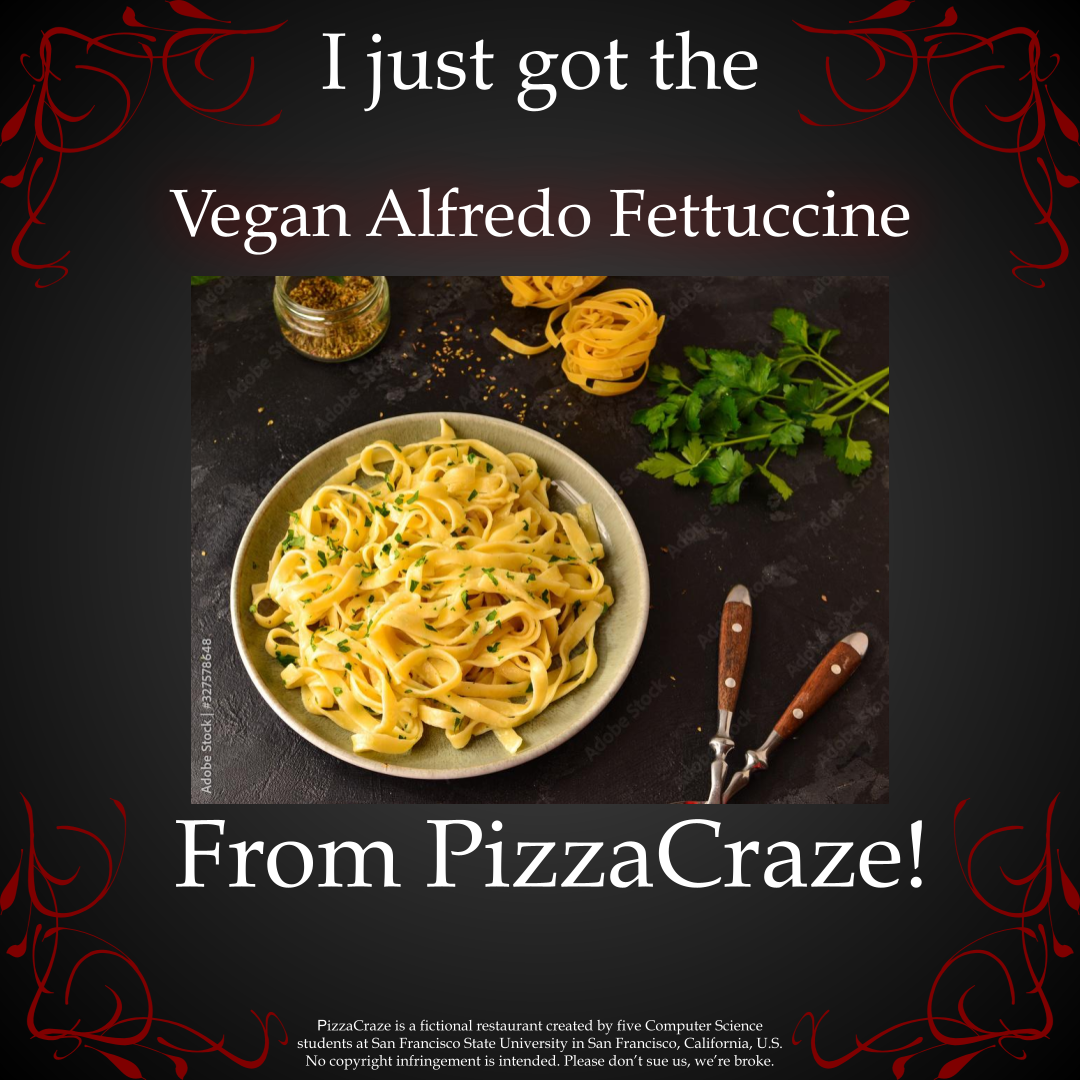 I just got the
Vegan Alfredo Fettuccine
Adobe Stock | #327578648
From PizzaCraze!
PizzaCraze is a fictional restaurant created by five Computer Science
students at San Francisco State University in San Francisco, California, U.S.
No copyright infringement is intended. Please don’t sue us, we’re broke.